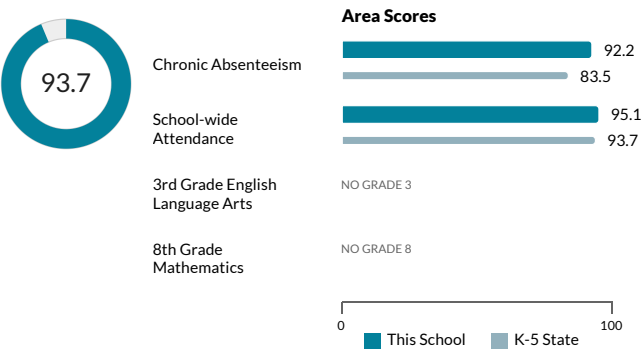 Area Scores
93.7
Chronic Absenteeism
92.2
83.5
School-wide
Attendance
95.1
93.7
3rd Grade English
Language Arts
NO GRADE 3
8th Grade
Mathematics
NO GRADE 8
0
100
This School
K-5 State